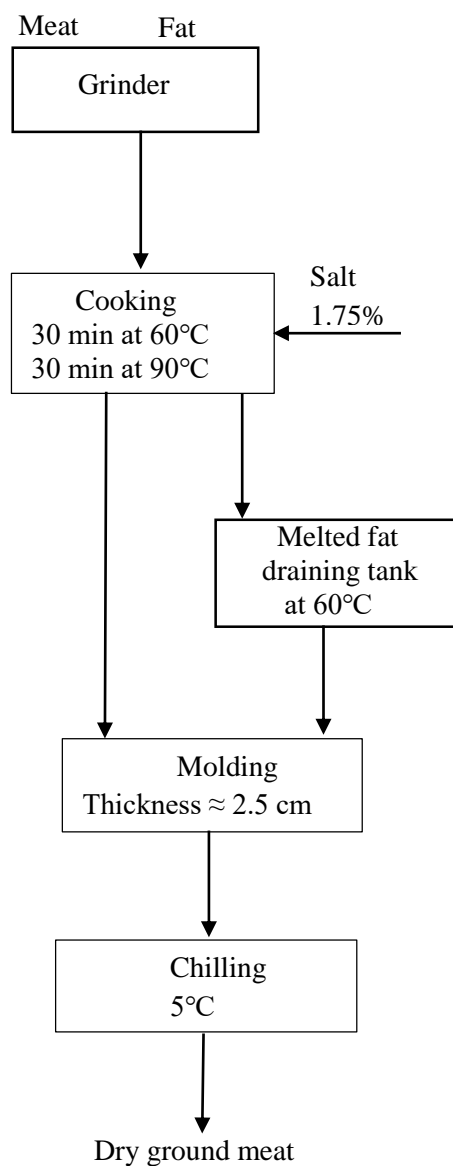 Meat Fat
Grinder
Salt
1.75%
Cooking
30 min at 60°C
30 min at 90°C
Melted fat
draining tank
at 60°C
Molding
Thickness ≈ 2.5 cm
Chilling
5°C
Dry ground meat